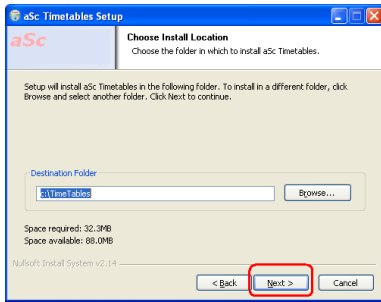 aSc Timetables Setup
aSc
Choose Install Location
Choose the folder in which to install aSc Timetables.
Setup will install aSc Timetables in the following folder. To install in a different folder, click
Browse and select another folder. Click Next to continue.
Destination Folder
c:\TimeTables
Browse...
Space required: 32.3MB
Space available: 88.0MB
Nullsoft Install System v2.14
< Back
Next >
Cancel